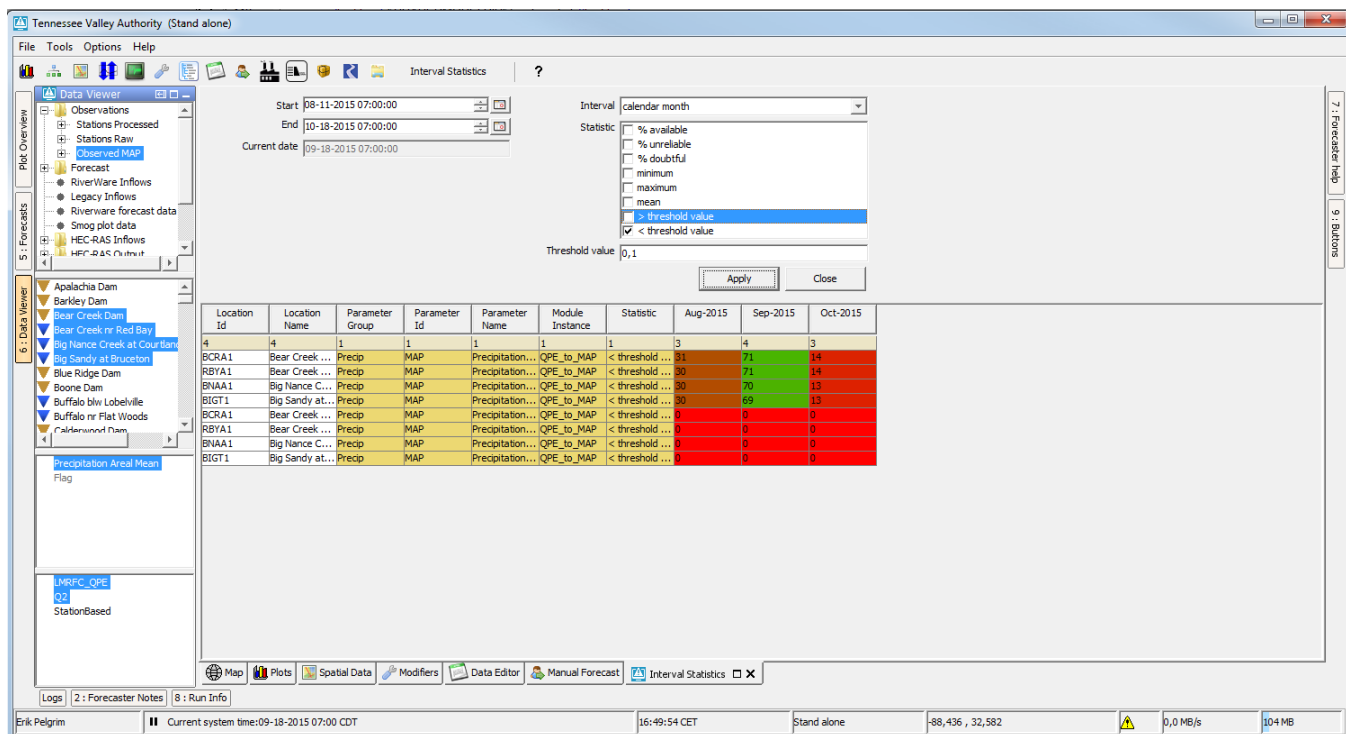 Tennessee Valley Authority (Stand alone)
File Tools Options Help
Interval Statistics ?
Plot Overview
5 : Forecasts
6 : Data Viewer
Data Viewer
Observations
Stations Processed
Stations Raw
Observed MAP
Forecast
RiverWare Inflows
Legacy Inflows
Riverware forecast data
Smog plot data
HEC-RAS Inflows
HEC-RAS Output
Apalachia Dam
Barkley Dam
Bear Creek Dam
Bear Creek nr Red Bay
Big Nance Creek at Courtland
Big Sandy at Bruceton
Blue Ridge Dam
Boone Dam
Buffalo blw Lobelville
Buffalo nr Flat Woods
Calderwood Dam
Precipitation Areal Mean
Flag
LMRFC_QPE
Q2
StationBased
Start 08-11-2015 07:00:00
End 10-18-2015 07:00:00
Current date 09-18-2015 07:00:00
Interval calendar month
Statistic
% available
% unreliable
% doubtful
minimum
maximum
mean
> threshold value
< threshold value
Threshold value 0,1
Apply Close
Location Id Location Name Parameter Group Parameter Id Parameter Name Module Instance Statistic Aug-2015 Sep-2015 Oct-2015
4 4 1 1 1 1 1 3 4 3
BCRA1 Bear Creek ... Precip MAP Precipitation... QPE_to_MAP < threshold ... 31 71 14
RBYA1 Bear Creek ... Precip MAP Precipitation... QPE_to_MAP < threshold ... 30 71 14
BNAA1 Big Nance C... Precip MAP Precipitation... QPE_to_MAP < threshold ... 30 70 13
BIGT1 Big Sandy at... Precip MAP Precipitation... QPE_to_MAP < threshold ... 30 69 13
BCRA1 Bear Creek ... Precip MAP Precipitation... QPE_to_MAP < threshold ... 0 0 0
RBYA1 Bear Creek ... Precip MAP Precipitation... QPE_to_MAP < threshold ... 0 0 0
BNAA1 Big Nance C... Precip MAP Precipitation... QPE_to_MAP < threshold ... 0 0 0
BIGT1 Big Sandy at... Precip MAP Precipitation... QPE_to_MAP < threshold ... 0 0 0
7 : Forecaster help
9 : Buttons
Map Plots Spatial Data Modifiers Data Editor Manual Forecast Interval Statistics
Logs 2 : Forecaster Notes 8 : Run Info
Erik Pelgrim Current system time:09-18-2015 07:00 CDT 16:49:54 CET Stand alone -88,436 , 32,582 0,0 MB/s 104 MB